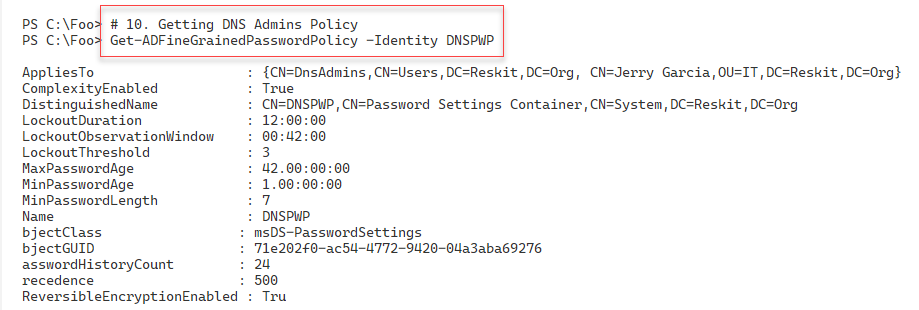 PS C:\Foo> # 10. Getting DNS Admins Policy
PS C:\Foo> Get-ADFineGrainedPasswordPolicy -Identity DNSPWP
AppliesTo : {CN=DnsAdmins,CN=Users,DC=Reskit,DC=Org, CN=Jerry Garcia,OU=IT,DC=Reskit,DC=Org}
ComplexityEnabled : True
DistinguishedName : CN=DNSPWP,CN=Password Settings Container,CN=System,DC=Reskit,DC=Org
LockoutDuration : 12:00:00
LockoutObservationWindow : 00:42:00
LockoutThreshold : 3
MaxPasswordAge : 42.00:00:00
MinPasswordAge : 1.00:00:00
MinPasswordLength : 7
Name : DNSPWP
bjectClass : msDS-PasswordSettings
bjectGUID : 71e202f0-ac54-4772-9420-04a3aba69276
asswordHistoryCount : 24
recedence : 500
ReversibleEncryptionEnabled : Tru